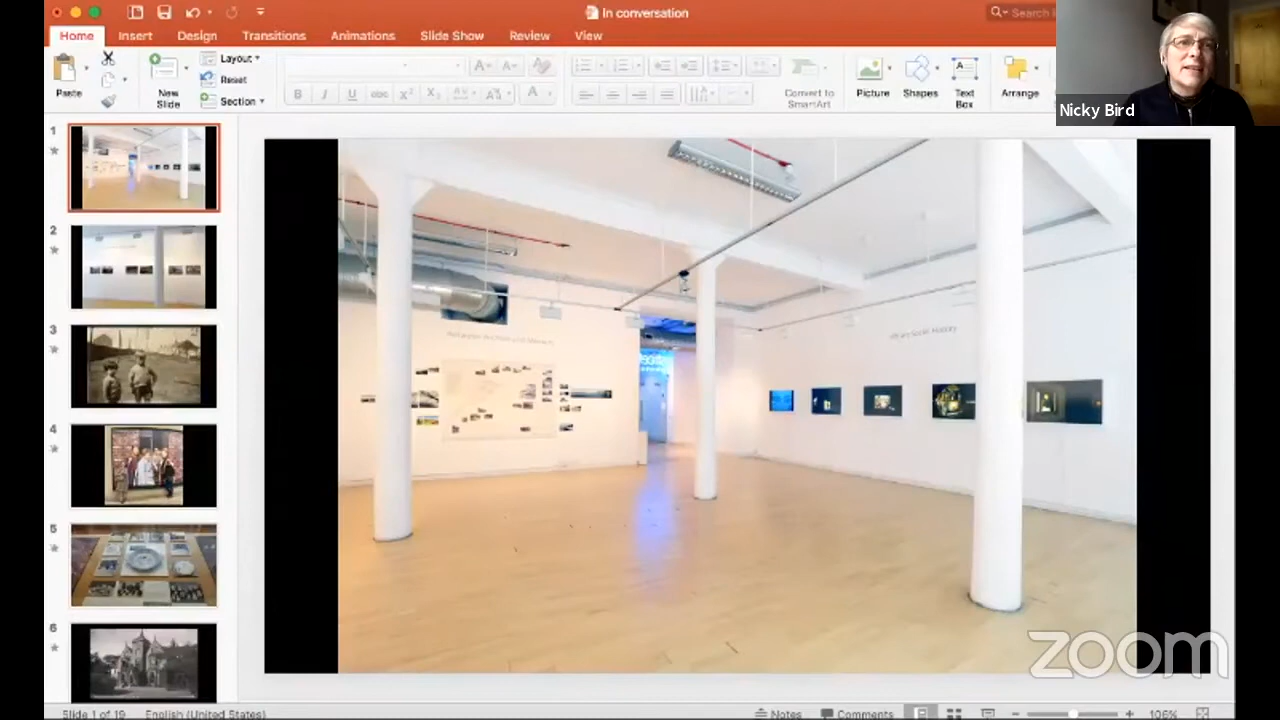 In conversation
Search
Home Insert Design Transitions Animations Slide Show Review View
Paste
New
Slide
Layout
Reset
Section
Convert to
SmartArt
Picture
Shapes
Text
Box
Arrange
Nicky Bird
1
2
3
4
5
6
zoom
Slide 1 of 19 English (United States) Notes Comments 106%